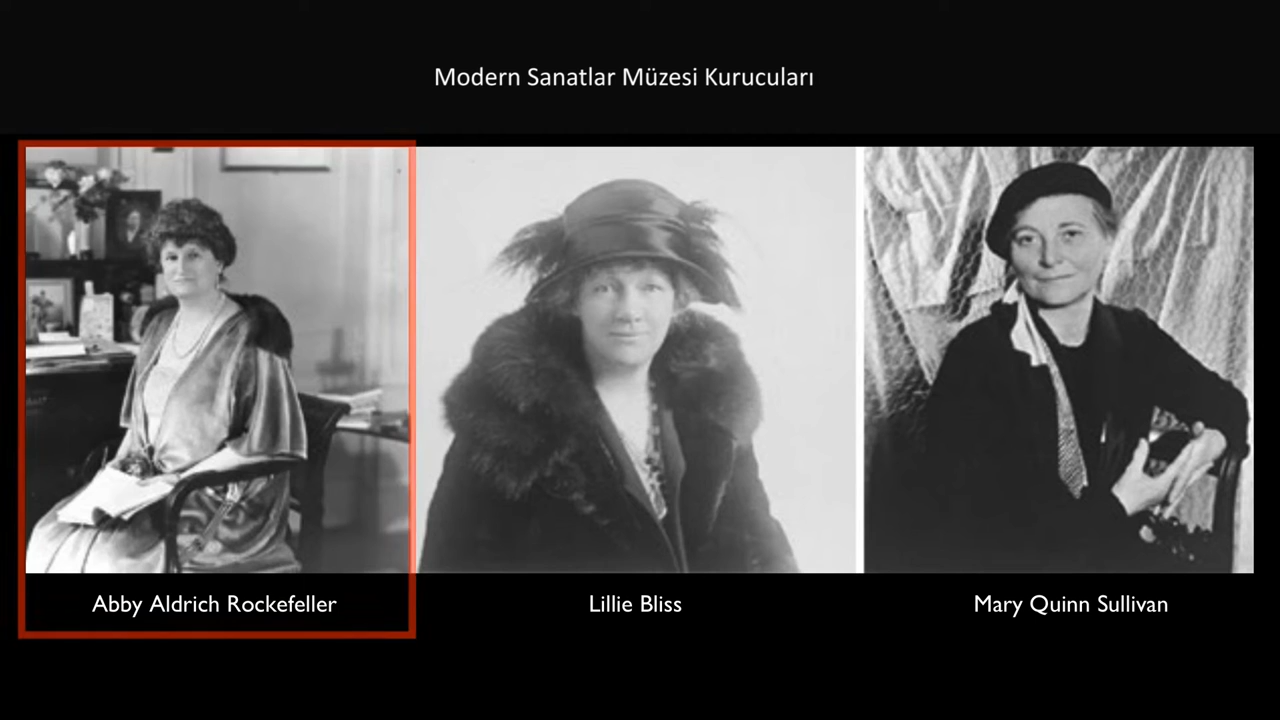 Modern Sanatlar Müzesi Kurucuları
Abby Aldrich Rockefeller
Lillie Bliss
Mary Quinn Sullivan